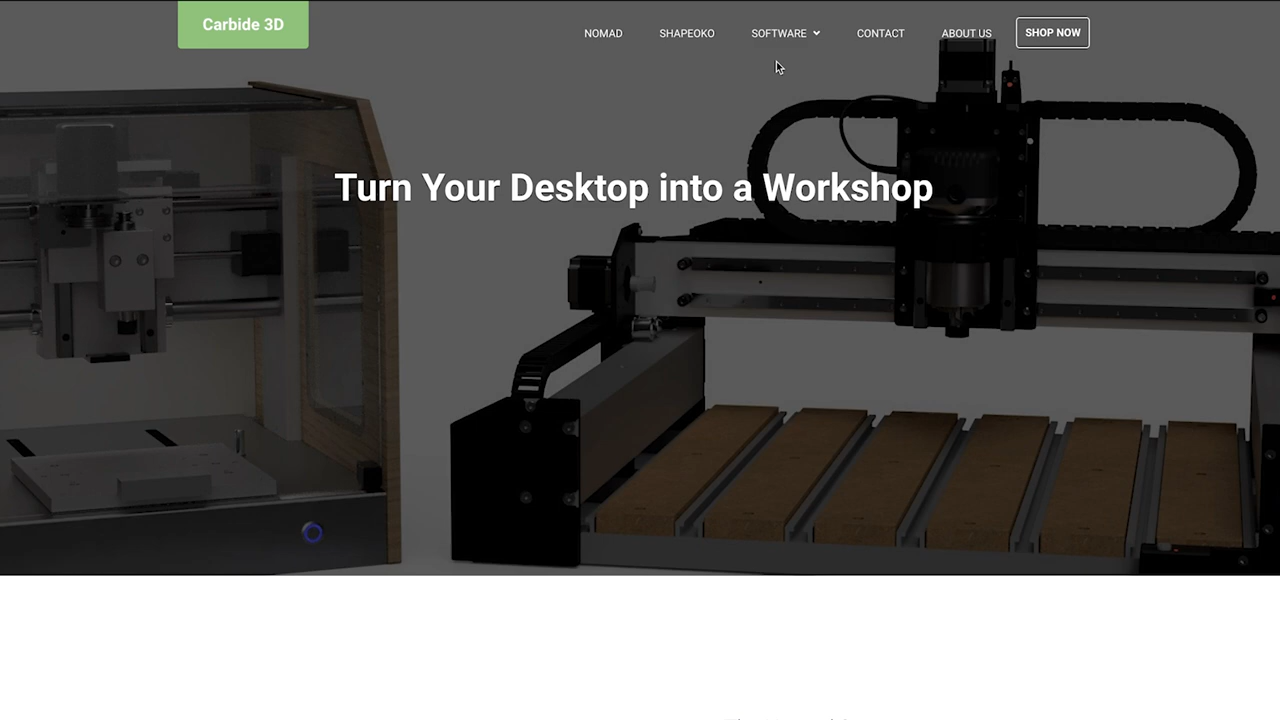 Carbide 3D
NOMAD
SHAPEOKO
SOFTWARE
CONTACT
ABOUT US
SHOP NOW
Turn Your Desktop into a Workshop